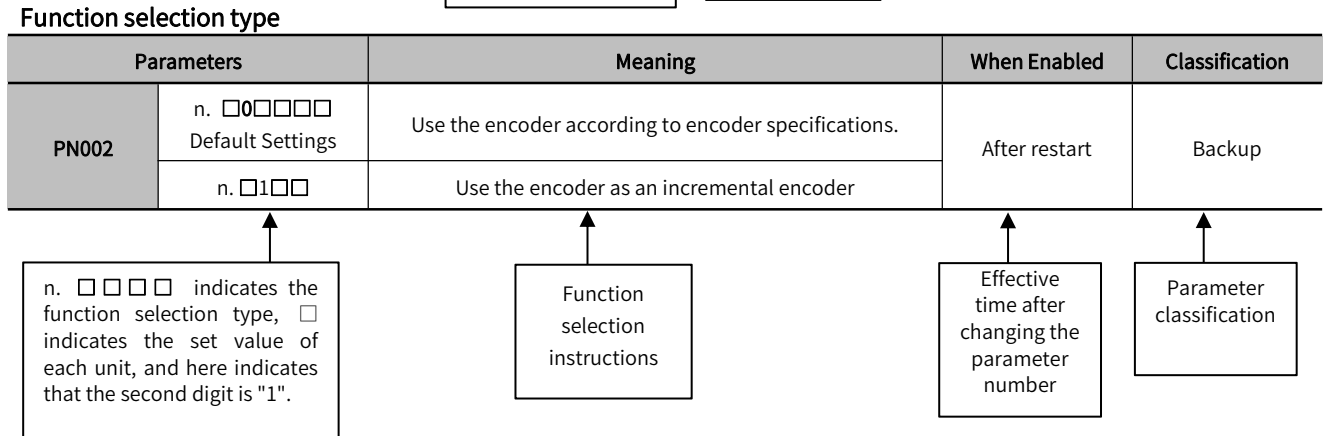 Function selection type
Parameters Meaning When Enabled Classification
PN002
n. □0□□□□
Default Settings
Use the encoder according to encoder specifications.
After restart
Backup
n. □1□□
Use the encoder as an incremental encoder
n. □ □ □ □ indicates the
function selection type, □
indicates the set value of
each unit, and here indicates
that the second digit is "1".
Function
selection
instructions
Effective
time after
changing the
parameter
number
Parameter
classification